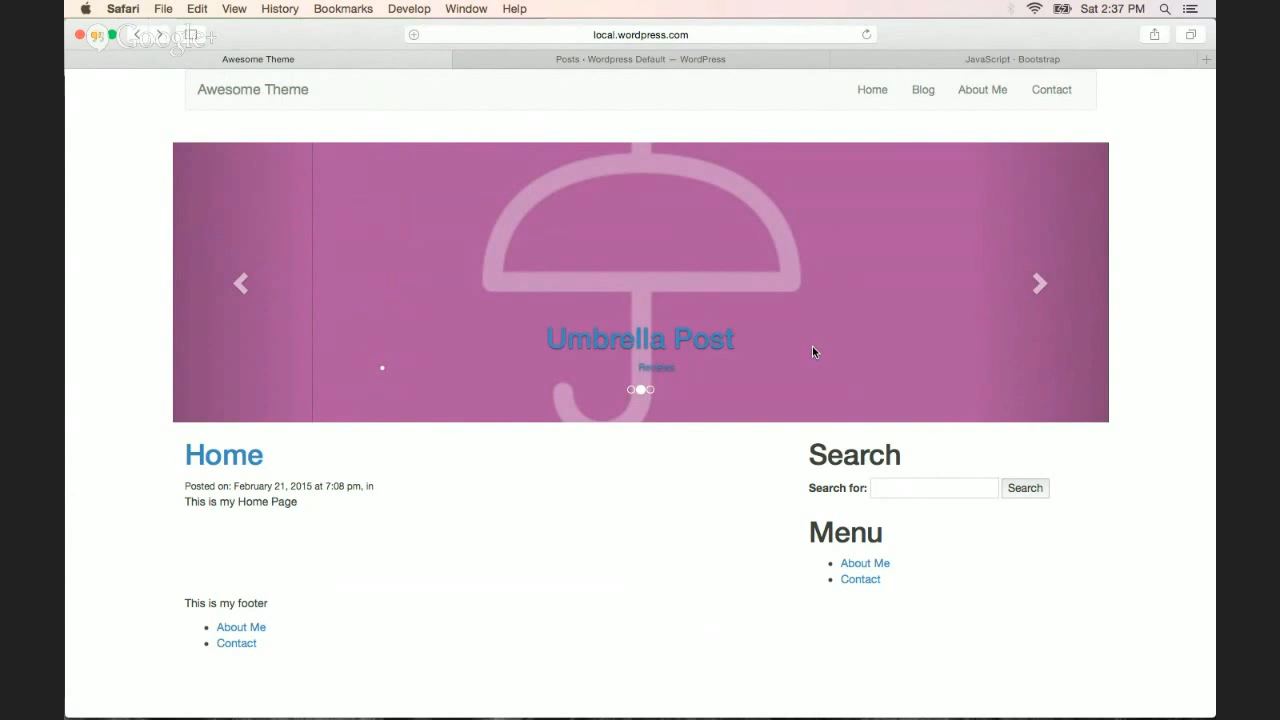 Safari File Edit View History Bookmarks Develop Window Help Sat 2:37 PM
Google+
local.wordpress.com
Awesome Theme
Posts ‹ Wordpress Default — WordPress
JavaScript · Bootstrap
Awesome Theme
Home Blog About Me Contact
Umbrella Post
Reviews
Home
Posted on: February 21, 2015 at 7:08 pm, in
This is my Home Page
Search
Search for: Search
Menu
About Me
Contact
This is my footer
About Me
Contact